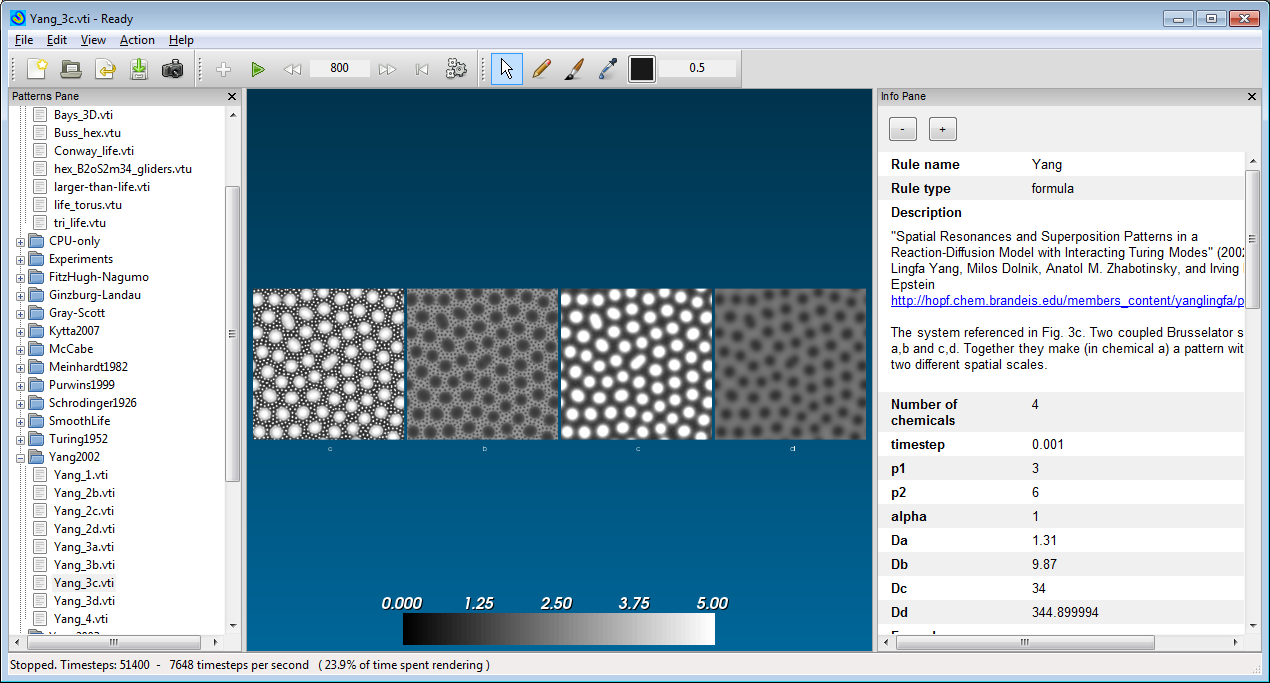 Yang_3c.vti - Ready
File Edit View Action Help
800
0.5
Patterns Pane
Bays_3D.vti
Buss_hex.vtu
Conway_life.vti
hex_B2oS2m34_gliders.vtu
larger-than-life.vti
life_torus.vtu
tri_life.vtu
CPU-only
Experiments
FitzHugh-Nagumo
Ginzburg-Landau
Gray-Scott
Kytta2007
McCabe
Meinhardt1982
Purwins1999
Schrodinger1926
SmoothLife
Turing1952
Yang2002
Yang_1.vti
Yang_2b.vti
Yang_2c.vti
Yang_2d.vti
Yang_3a.vti
Yang_3b.vti
Yang_3c.vti
Yang_3d.vti
Yang_4.vti
b c d
0.000 1.25 2.50 3.75 5.00
Info Pane
- +
Rule name Yang
Rule type formula
Description
"Spatial Resonances and Superposition Patterns in a
Reaction-Diffusion Model with Interacting Turing Modes" (200
Lingfa Yang, Milos Dolnik, Anatol M. Zhabotinsky, and Irving
Epstein
http://hopf.chem.brandeis.edu/members_content/yanglingfa/p
The system referenced in Fig. 3c. Two coupled Brusselator s
a,b and c,d. Together they make (in chemical a) a pattern wit
two different spatial scales.
Number of
chemicals 4
timestep 0.001
p1 3
p2 6
alpha 1
Da 1.31
Db 9.87
Dc 34
Dd 344.899994
Stopped. Timesteps: 51400 - 7648 timesteps per second ( 23.9% of time spent rendering )